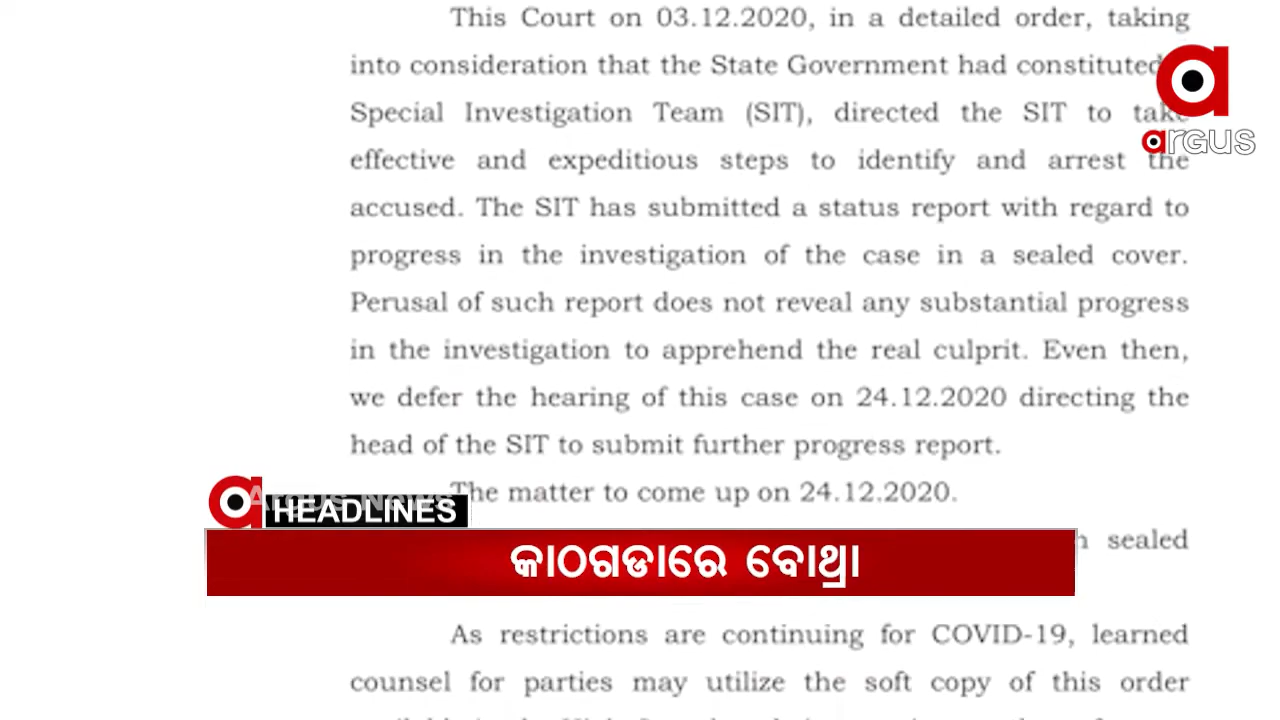 This Court on 03.12.2020, in a detailed order, taking
into consideration that the State Government had constituted
Special Investigation Team (SIT), directed the SIT to take
effective and expeditious steps to identify and arrest the
accused. The SIT has submitted a status report with regard to
progress in the investigation of the case in a sealed cover.
Perusal of such report does not reveal any substantial progress
in the investigation to apprehend the real culprit. Even then,
we defer the hearing of this case on 24.12.2020 directing the
head of the SIT to submit further progress report.
The matter to come up on 24.12.2020.
sealed
As restrictions are continuing for COVID-19, learned
counsel for parties may utilize the soft copy of this order
argus
Argus News
HEADLINES
କାଠଗଡାରେ ବୋଥ୍ରା